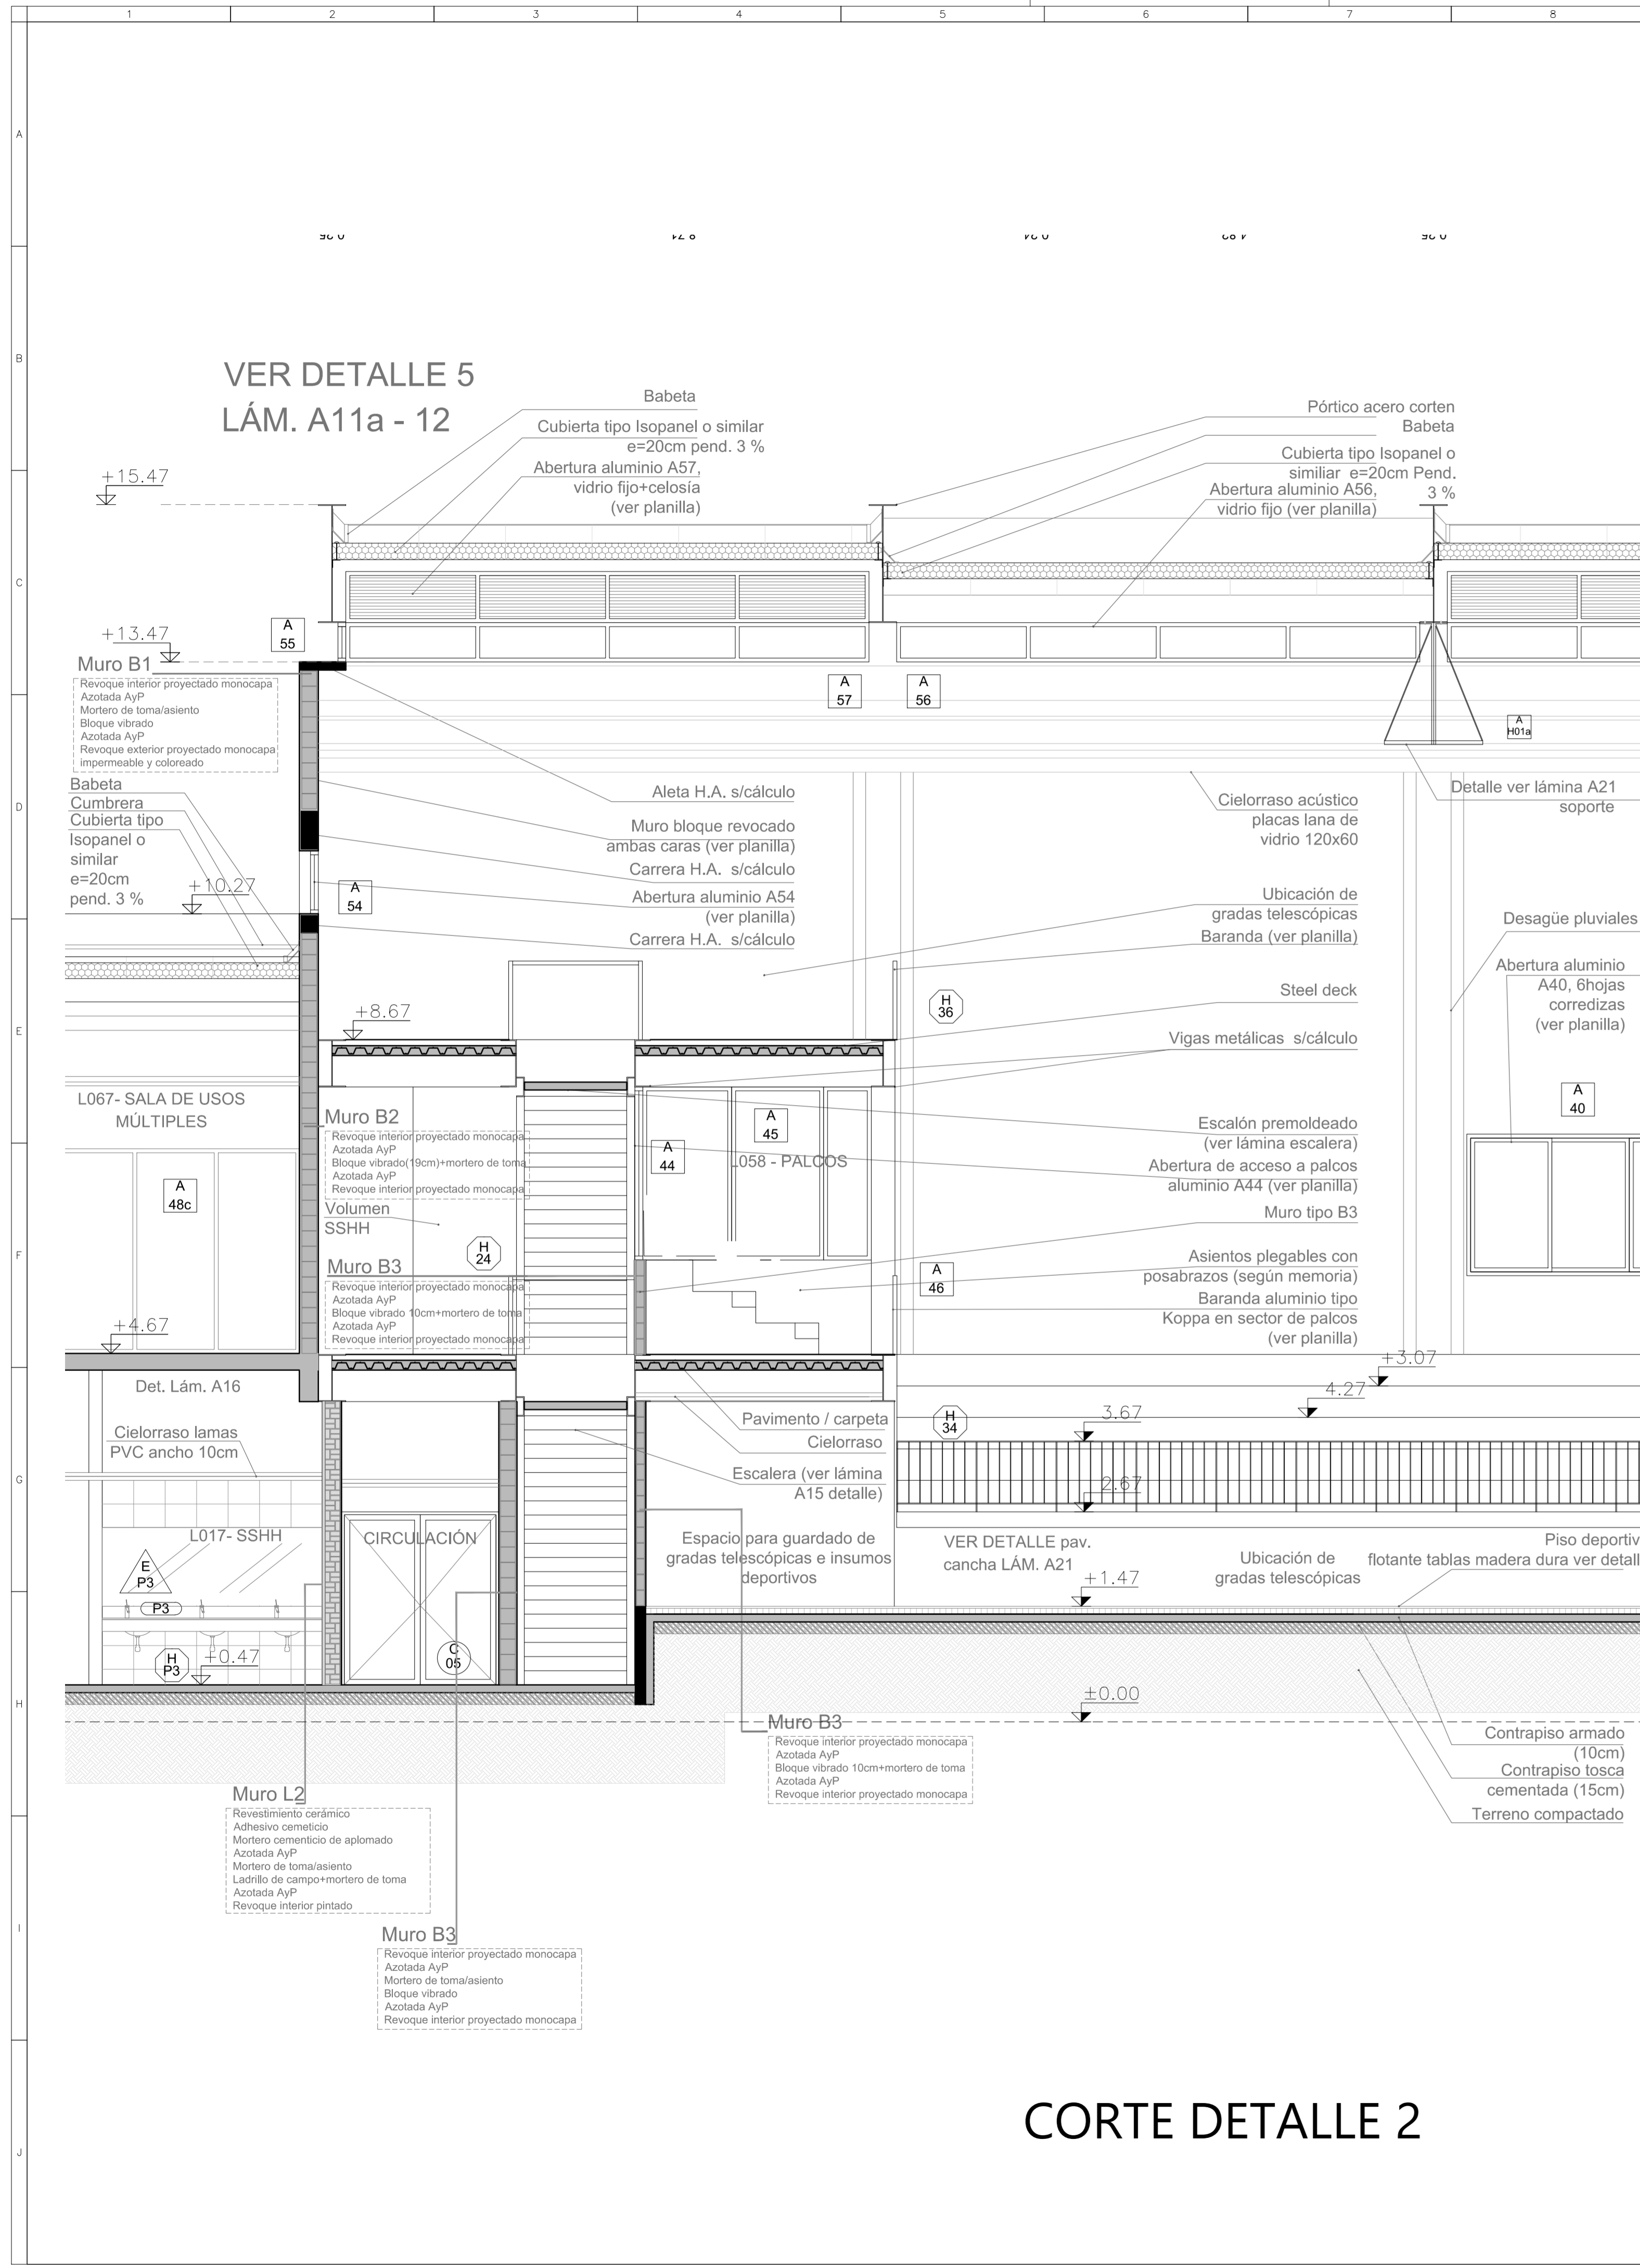 1 2 3 4 5 6 7 8
A
B
C
D
E
F
G
H
I
J
VER DETALLE 5
LÁM. A11a - 12
Babeta
Cubierta tipo Isopanel o similar
e=20cm pend. 3 %
Abertura aluminio A57,
vidrio fijo+celosía
(ver planilla)
Pórtico acero corten
Babeta
Cubierta tipo Isopanel o
similiar e=20cm Pend.
3 %
Abertura aluminio A56,
vidrio fijo (ver planilla)
+15.47
+13.47
A
55
Muro B1
Revoque interior proyectado monocapa
Azotada AyP
Mortero de toma/asiento
Bloque vibrado
Azotada AyP
Revoque exterior proyectado monocapa
impermeable y coloreado
A
57
A
56
A
H01a
Babeta
Cumbrera
Cubierta tipo
Isopanel o
similar
e=20cm
pend. 3 %
+10.27
A
54
Aleta H.A. s/cálculo
Muro bloque revocado
ambas caras (ver planilla)
Carrera H.A. s/cálculo
Abertura aluminio A54
(ver planilla)
Carrera H.A. s/cálculo
Cielorraso acústico
placas lana de
vidrio 120x60
Detalle ver lámina A21
soporte
Ubicación de
gradas telescópicas
Baranda (ver planilla)
Steel deck
Vigas metálicas s/cálculo
Desagüe pluviales
Abertura aluminio
A40, 6hojas
corredizas
(ver planilla)
H
36
+8.67
A
40
L067- SALA DE USOS
MÚLTIPLES
A
48c
Muro B2
Revoque interior proyectado monocapa
Azotada AyP
Bloque vibrado(19cm)+mortero de toma
Azotada AyP
Revoque interior proyectado monocapa
Volumen
SSHH
H
24
Muro B3
Revoque interior proyectado monocapa
Azotada AyP
Bloque vibrado 10cm+mortero de toma
Azotada AyP
Revoque interior proyectado monocapa
A
44
A
45
L058 - PALCOS
A
46
Escalón premoldeado
(ver lámina escalera)
Abertura de acceso a palcos
aluminio A44 (ver planilla)
Muro tipo B3
Asientos plegables con
posabrazos (según memoria)
Baranda aluminio tipo
Koppa en sector de palcos
(ver planilla)
+4.67
Det. Lám. A16
Cielorraso lamas
PVC ancho 10cm
L017- SSHH
E
P3
P3
H
P3
+0.47
CIRCULACIÓN
C
05
Pavimento / carpeta
Cielorraso
Escalera (ver lámina
A15 detalle)
Espacio para guardado de
gradas telescópicas e insumos
deportivos
H
34
+3.07
4.27
3.67
2.67
VER DETALLE pav.
cancha LÁM. A21
+1.47
Ubicación de
gradas telescópicas
Piso deportiv
flotante tablas madera dura ver detall
±0.00
Contrapiso armado
(10cm)
Contrapiso tosca
cementada (15cm)
Terreno compactado
Muro B3
Revoque interior proyectado monocapa
Azotada AyP
Bloque vibrado 10cm+mortero de toma
Azotada AyP
Revoque interior proyectado monocapa
Muro L2
Revestimiento cerámico
Adhesivo cemeticio
Mortero cementicio de aplomado
Azotada AyP
Mortero de toma/asiento
Ladrillo de campo+mortero de toma
Azotada AyP
Revoque interior pintado
Muro B3
Revoque interior proyectado monocapa
Azotada AyP
Mortero de toma/asiento
Bloque vibrado
Azotada AyP
Revoque interior proyectado monocapa
CORTE DETALLE 2